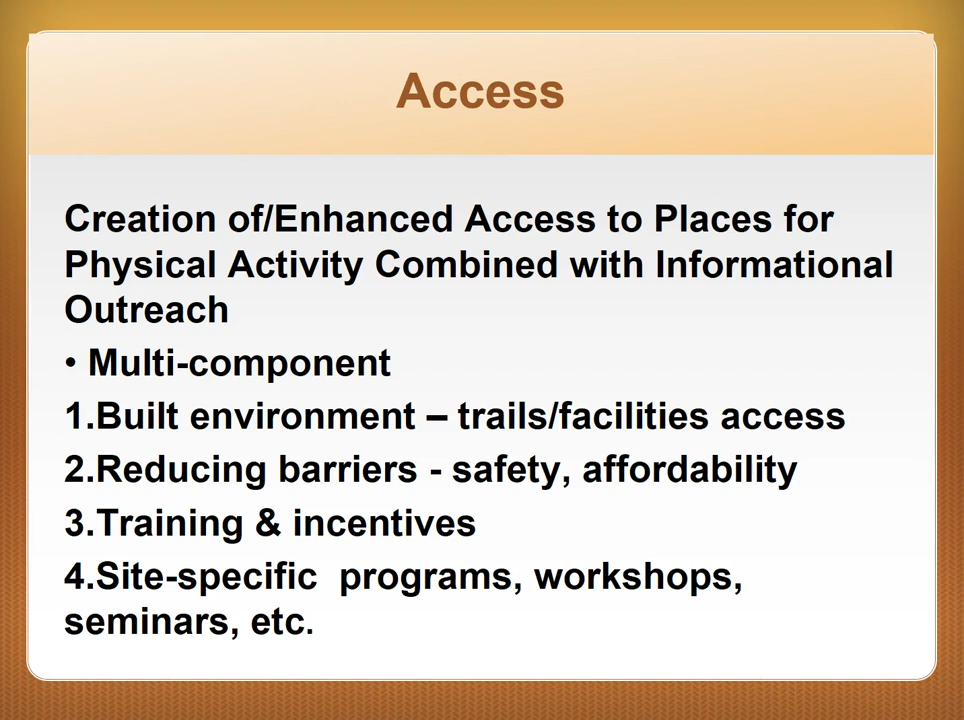 Access
Creation of/Enhanced Access to Places for
Physical Activity Combined with Informational
Outreach
• Multi-component
1.Built environment – trails/facilities access
2.Reducing barriers - safety, affordability
3.Training & incentives
4.Site-specific  programs, workshops,
seminars, etc.